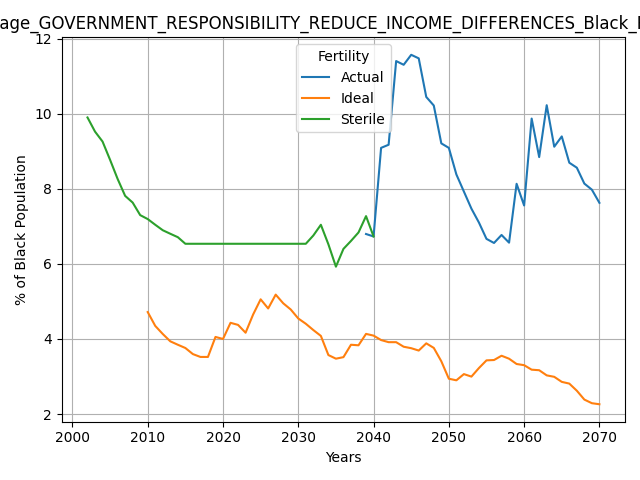 age_GOVERNMENT_RESPONSIBILITY_REDUCE_INCOME_DIFFERENCES_Black_
Fertility
Actual
Ideal
Sterile
% of Black Population
12
10
8
6
4
2
2000 2010 2020 2030 2040 2050 2060 2070
Years